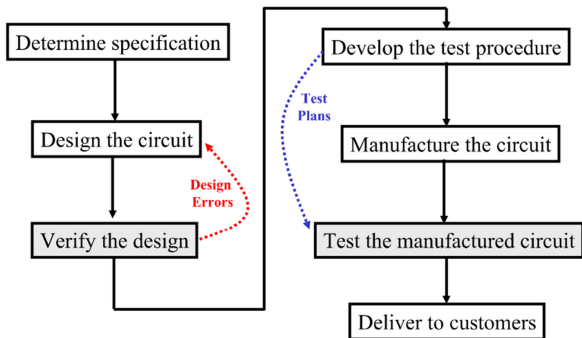 Determine specification
Design the circuit
Design
Errors
Verify the design
Develop the test procedure
Test
Plans
Manufacture the circuit
Test the manufactured circuit
Deliver to customers